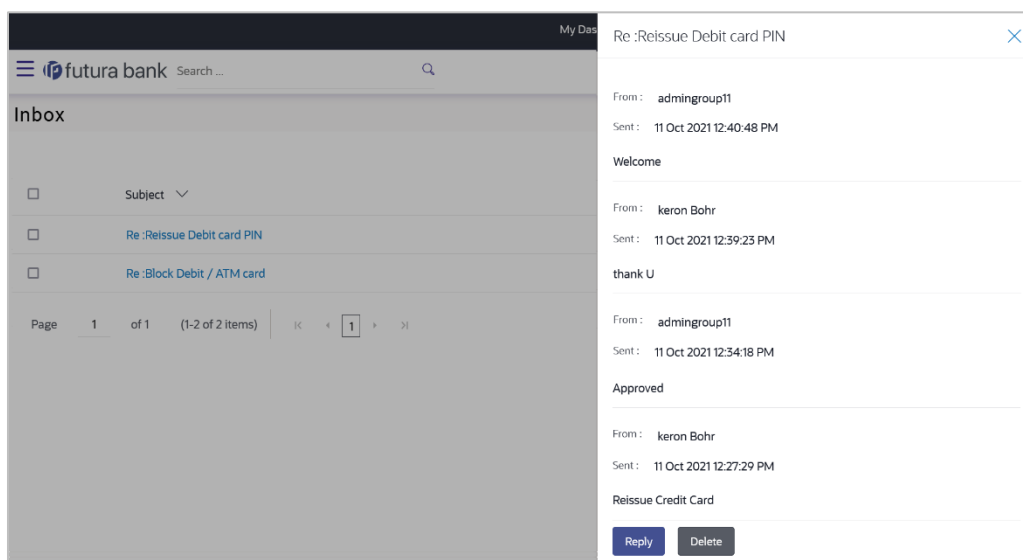 My Das
futura bank Search ...
Inbox
Subject
Re :Reissue Debit card PIN
Re :Block Debit / ATM card
Page 1 of 1 (1-2 of 2 items) 1
Re :Reissue Debit card PIN
From : admingroup11
Sent : 11 Oct 2021 12:40:48 PM
Welcome
From : keron Bohr
Sent : 11 Oct 2021 12:39:23 PM
thank U
From : admingroup11
Sent : 11 Oct 2021 12:34:18 PM
Approved
From : keron Bohr
Sent : 11 Oct 2021 12:27:29 PM
Reissue Credit Card
Reply Delete